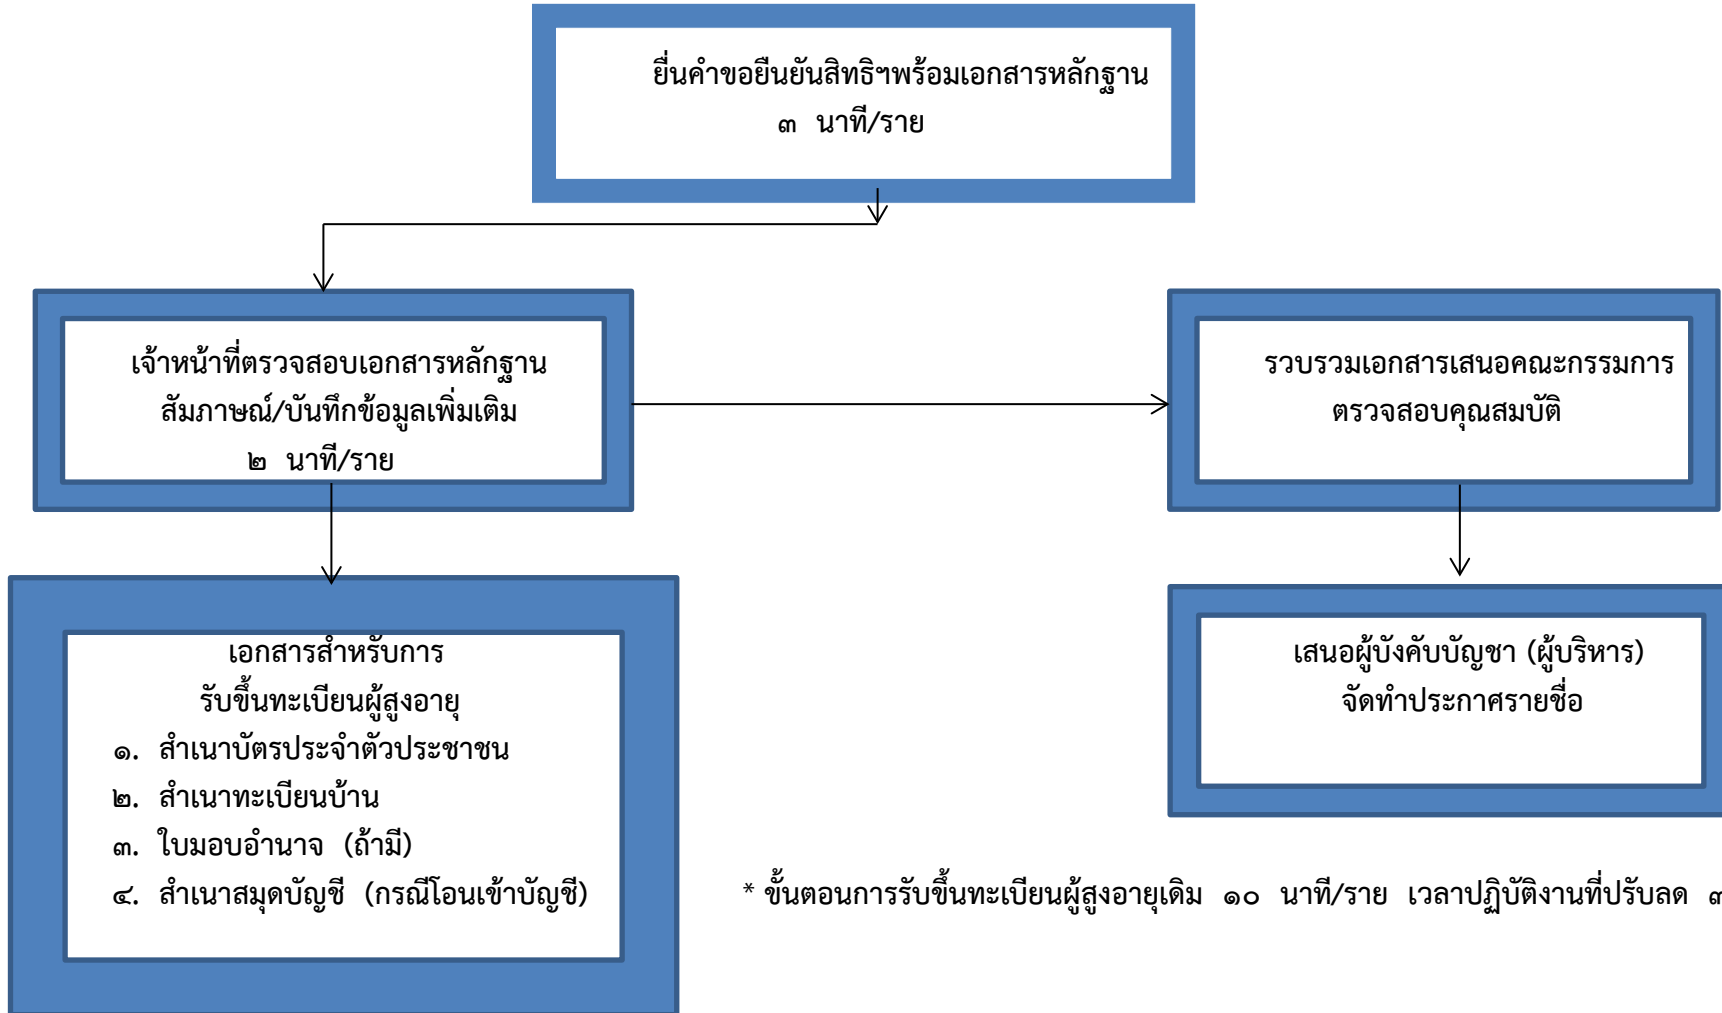 ยื่นคำขอยืนยันสิทธิฯพร้อมเอกสารหลักฐาน
๓ นาที/ราย
เจ้าหน้าที่ตรวจสอบเอกสารหลักฐาน
สัมภาษณ์/บันทึกข้อมูลเพิ่มเติม
๒ นาที/ราย
รวบรวมเอกสารเสนอคณะกรรมการ
ตรวจสอบคุณสมบัติ
เอกสารสำหรับการ
รับขึ้นทะเบียนผู้สูงอายุ
๑. สำเนาบัตรประจำตัวประชาชน
๒. สำเนาทะเบียนบ้าน
๓. ใบมอบอำนาจ (ถ้ามี)
๔. สำเนาสมุดบัญชี (กรณีโอนเข้าบัญชี)
เสนอผู้บังคับบัญชา (ผู้บริหาร)
จัดทำประกาศรายชื่อ
* ขั้นตอนการรับขึ้นทะเบียนผู้สูงอายุเดิม ๑๐ นาที/ราย เวลาปฏิบัติงานที่ปรับลด